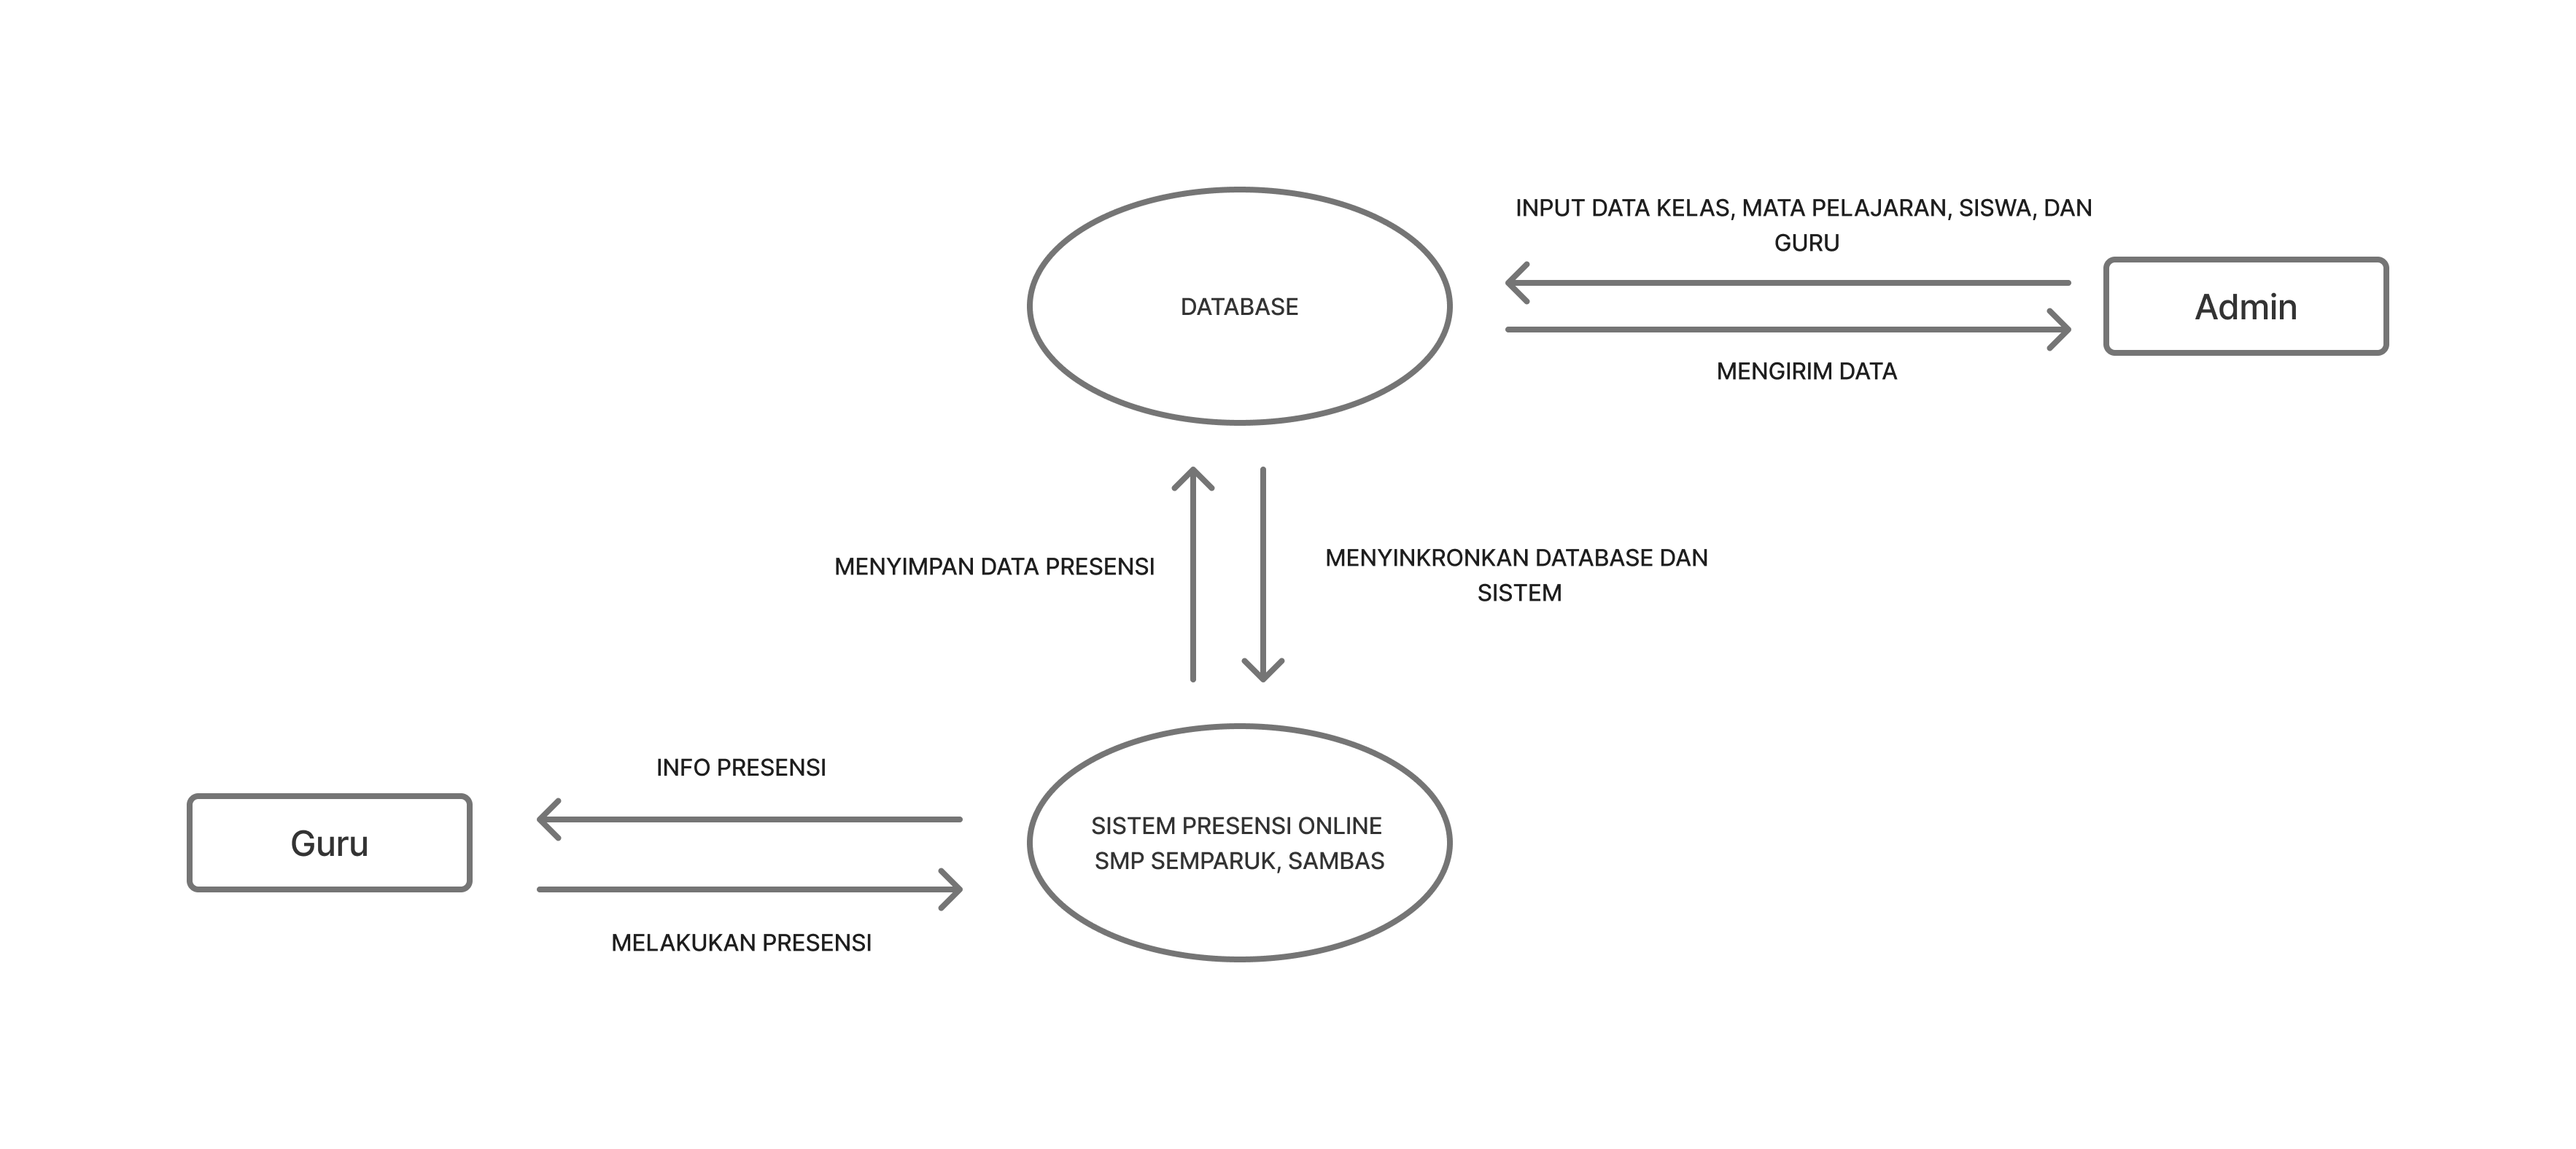 INPUT DATA KELAS, MATA PELAJARAN, SISWA, DAN
GURU
DATABASE
Admin
MENGIRIM DATA
MENYIMPAN DATA PRESENSI
MENYINKRONKAN DATABASE DAN
SISTEM
INFO PRESENSI
Guru
SISTEM PRESENSI ONLINE
SMP SEMPARUK, SAMBAS
MELAKUKAN PRESENSI